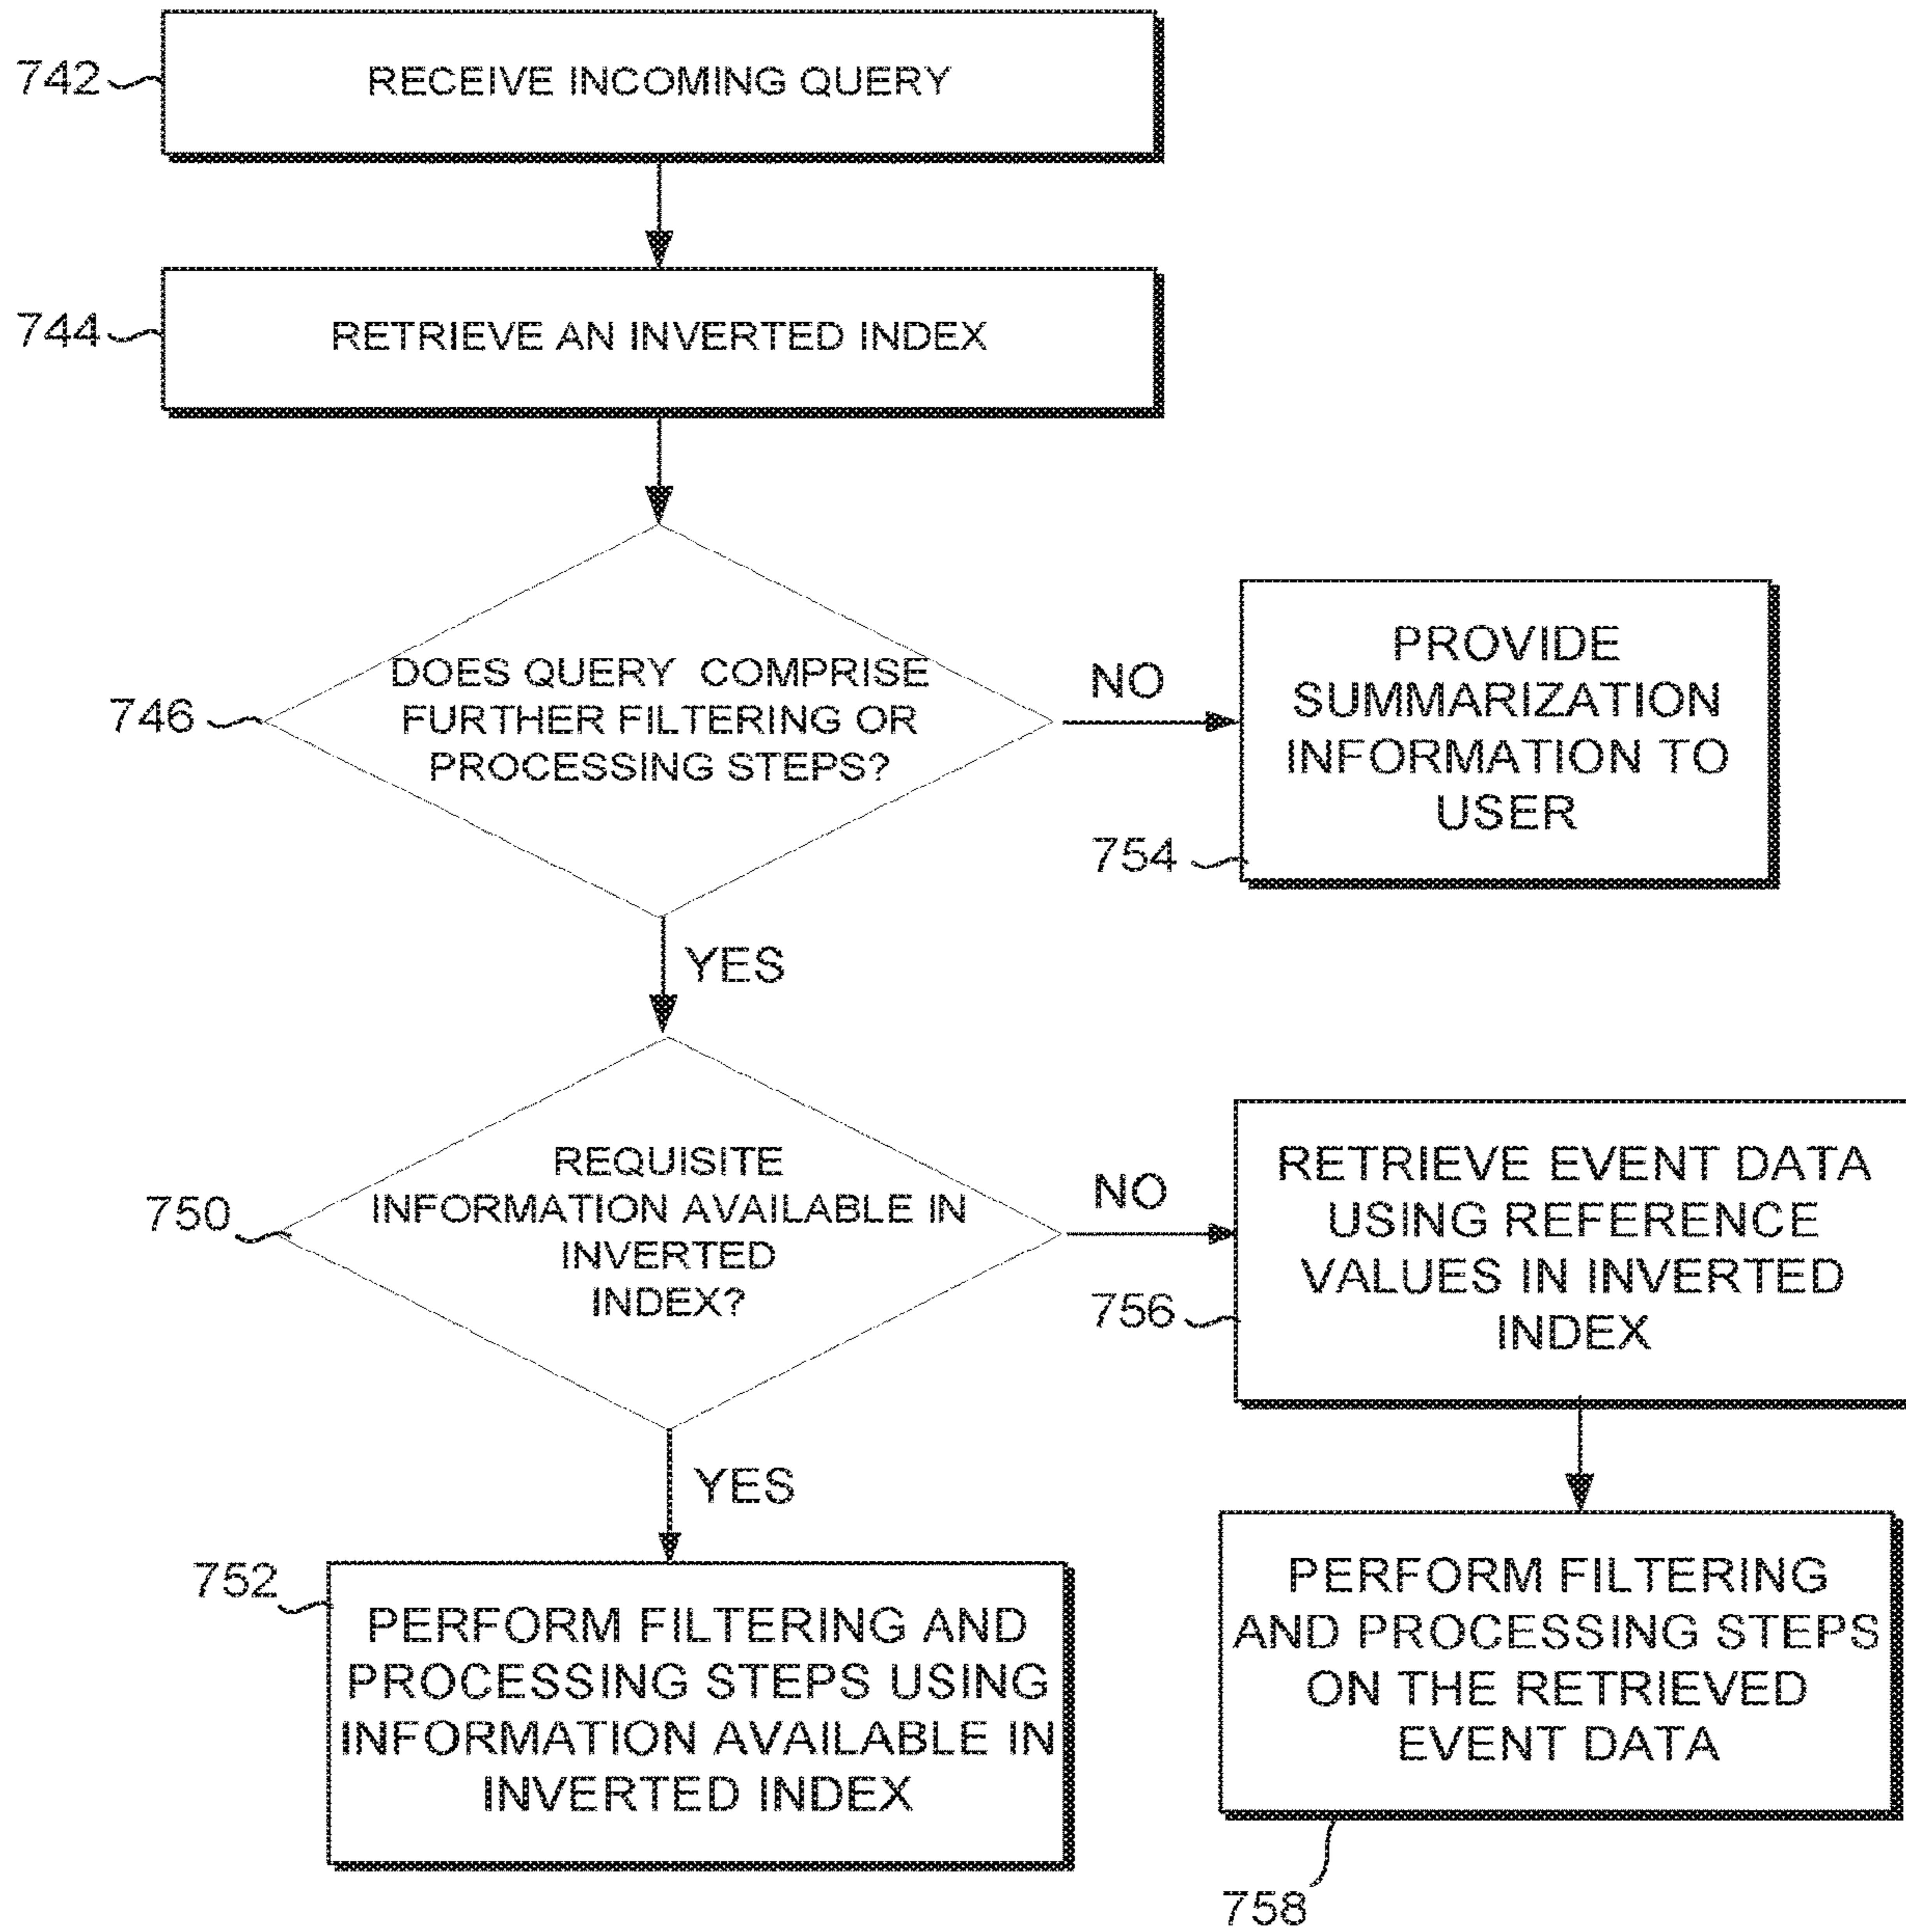 742
RECEIVE INCOMING QUERY
744
RETRIEVE AN INVERTED INDEX
746
DOES QUERY COMPRISE
FURTHER FILTERING OR
PROCESSING STEPS?
NO
PROVIDE
SUMMARIZATION
INFORMATION TO
USER
754
YES
750
REQUISITE
INFORMATION AVAILABLE IN
INVERTED
INDEX?
NO
RETRIEVE EVENT DATA
USING REFERENCE
VALUES IN INVERTED
INDEX
756
YES
752
PERFORM FILTERING AND
PROCESSING STEPS USING
INFORMATION AVAILABLE IN
INVERTED INDEX
PERFORM FILTERING
AND PROCESSING STEPS
ON THE RETRIEVED
EVENT DATA
758